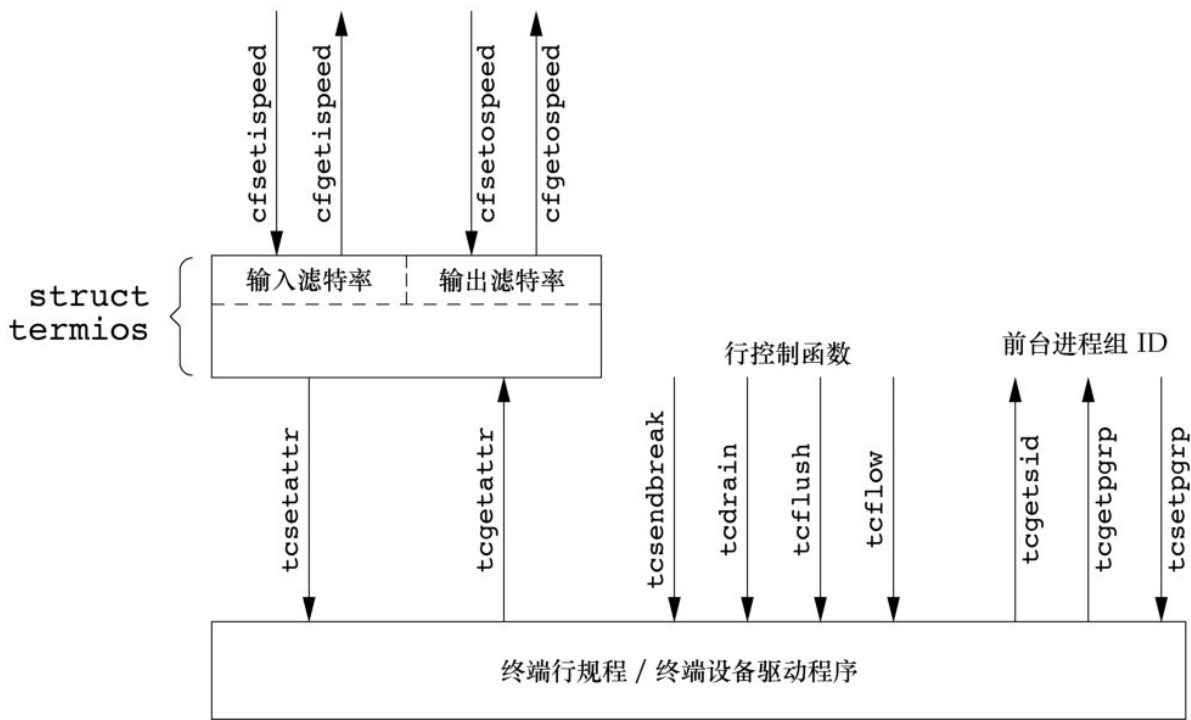 cfsetispeed
cfgetispeed
cfsetospeed
cfgetospeed
输入滤特率
输出滤特率
struct
termios
行控制函数
前台进程组 ID
tcsetattr
tcgetattr
tcsendbreak
tcdrain
tcflush
tcflow
tcgetsid
tcgetpgrp
tcsetpgrp
终端行规程 / 终端设备驱动程序